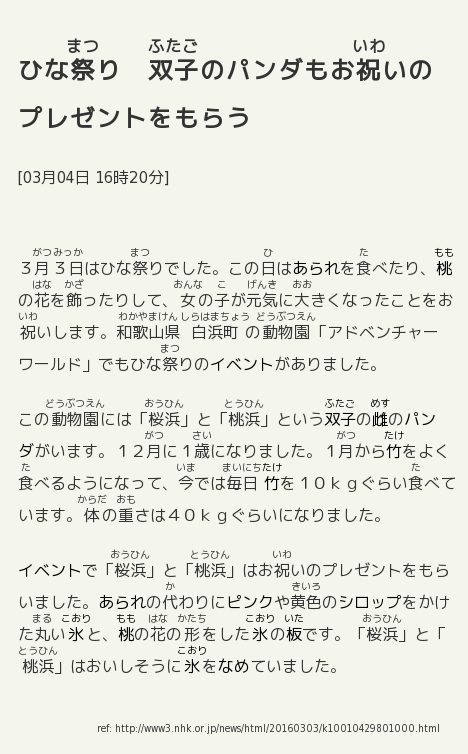 ひな祭り 双子のパンダもお祝いの
プレゼントをもらう
[03月04日 16時20分]
３月３日はひな祭りでした。この日はあられを食べたり、桃
の花を飾ったりして、女の子が元気に大きくなったことをお
祝いします。和歌山県 白浜町 の動物園「アドベンチャー
ワールド」でもひな祭りのイベントがありました。
この動物園には「桜浜」と「桃浜」という双子の雌のパン
ダがいます。１２月に１歳になりました。１月から竹をよく
食べるようになって、今では毎日 竹を１０ｋｇぐらい食べて
います。体の重さは４０ｋｇぐらいになりました。
イベントで「桜浜」と「桃浜」はお祝いのプレゼントをもら
いました。あられの代わりにピンクや黄色のシロップをかけ
た丸い氷と、桃の花の形をした氷の板です。「桜浜」と「
桃浜」はおいしそうに氷をなめていました。
ref: http://www3.nhk.or.jp/news/html/20160303/k10010429801000.html